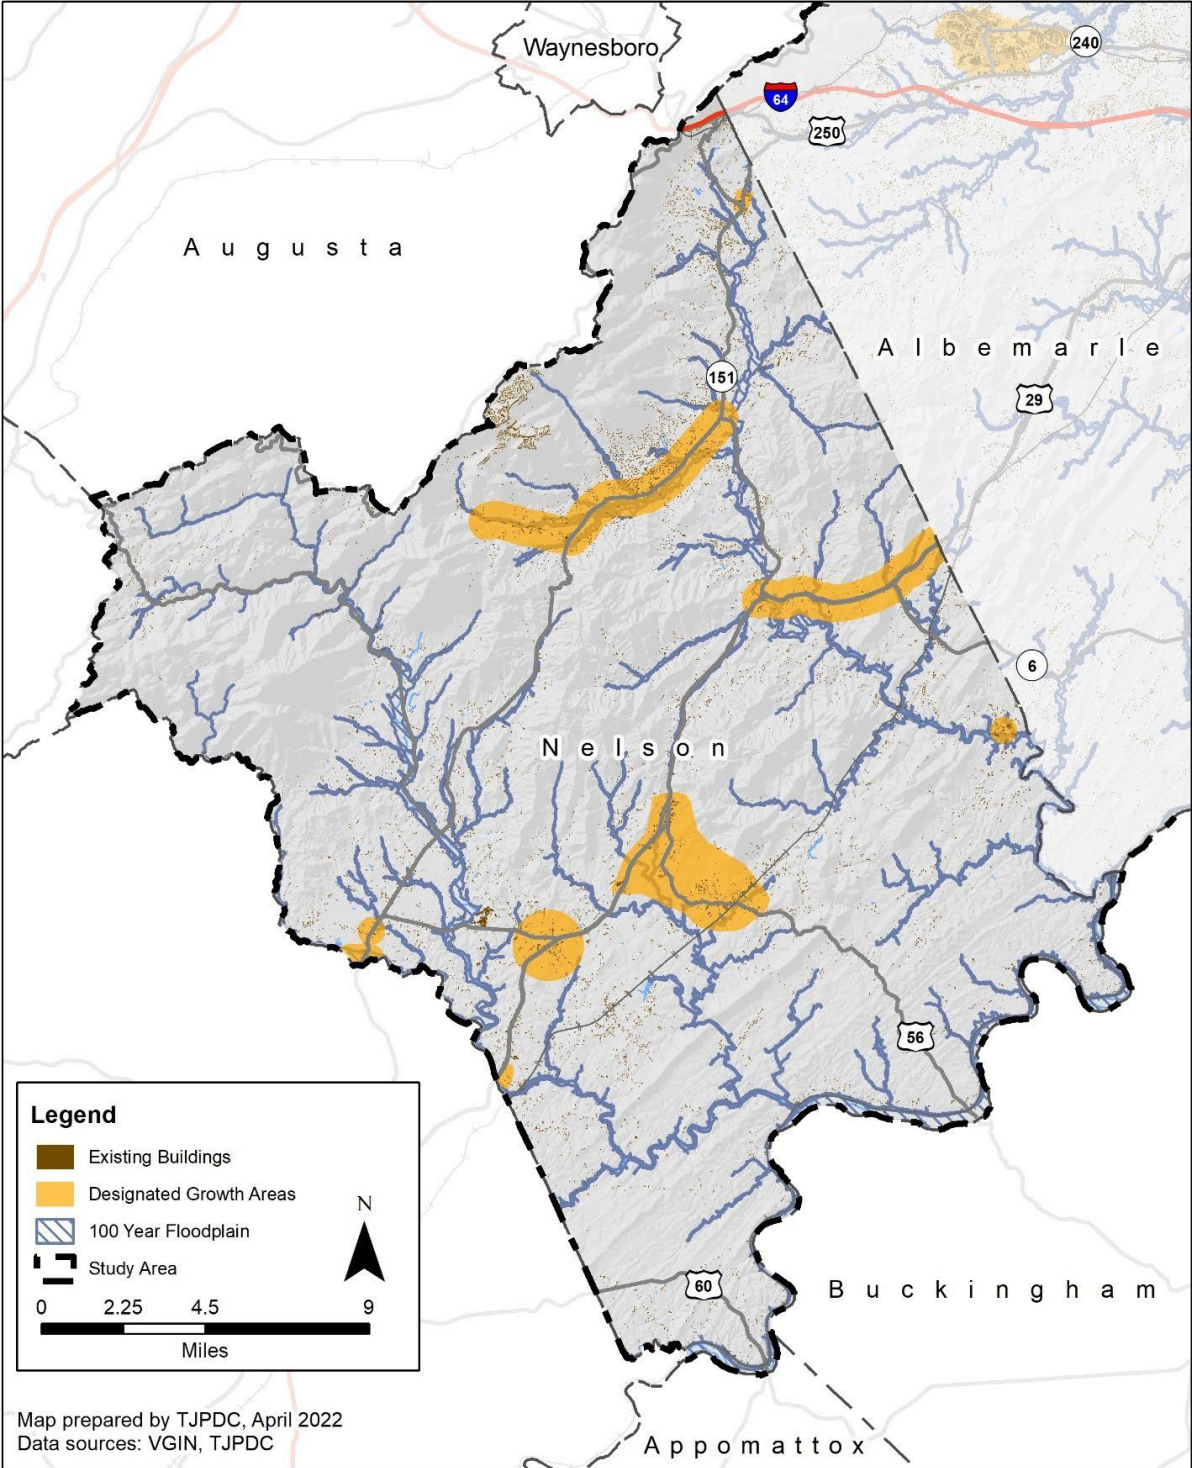 Waynesboro
240
64
250
Augusta
Albemarle
151
29
6
Nelson
56
Legend
Existing Buildings
Designated Growth Areas
100 Year Floodplain
Study Area
N
0 2.25 4.5 9
Miles
60
Buckingham
Map prepared by TJPDC, April 2022
Data sources: VGIN, TJPDC
Appomattox